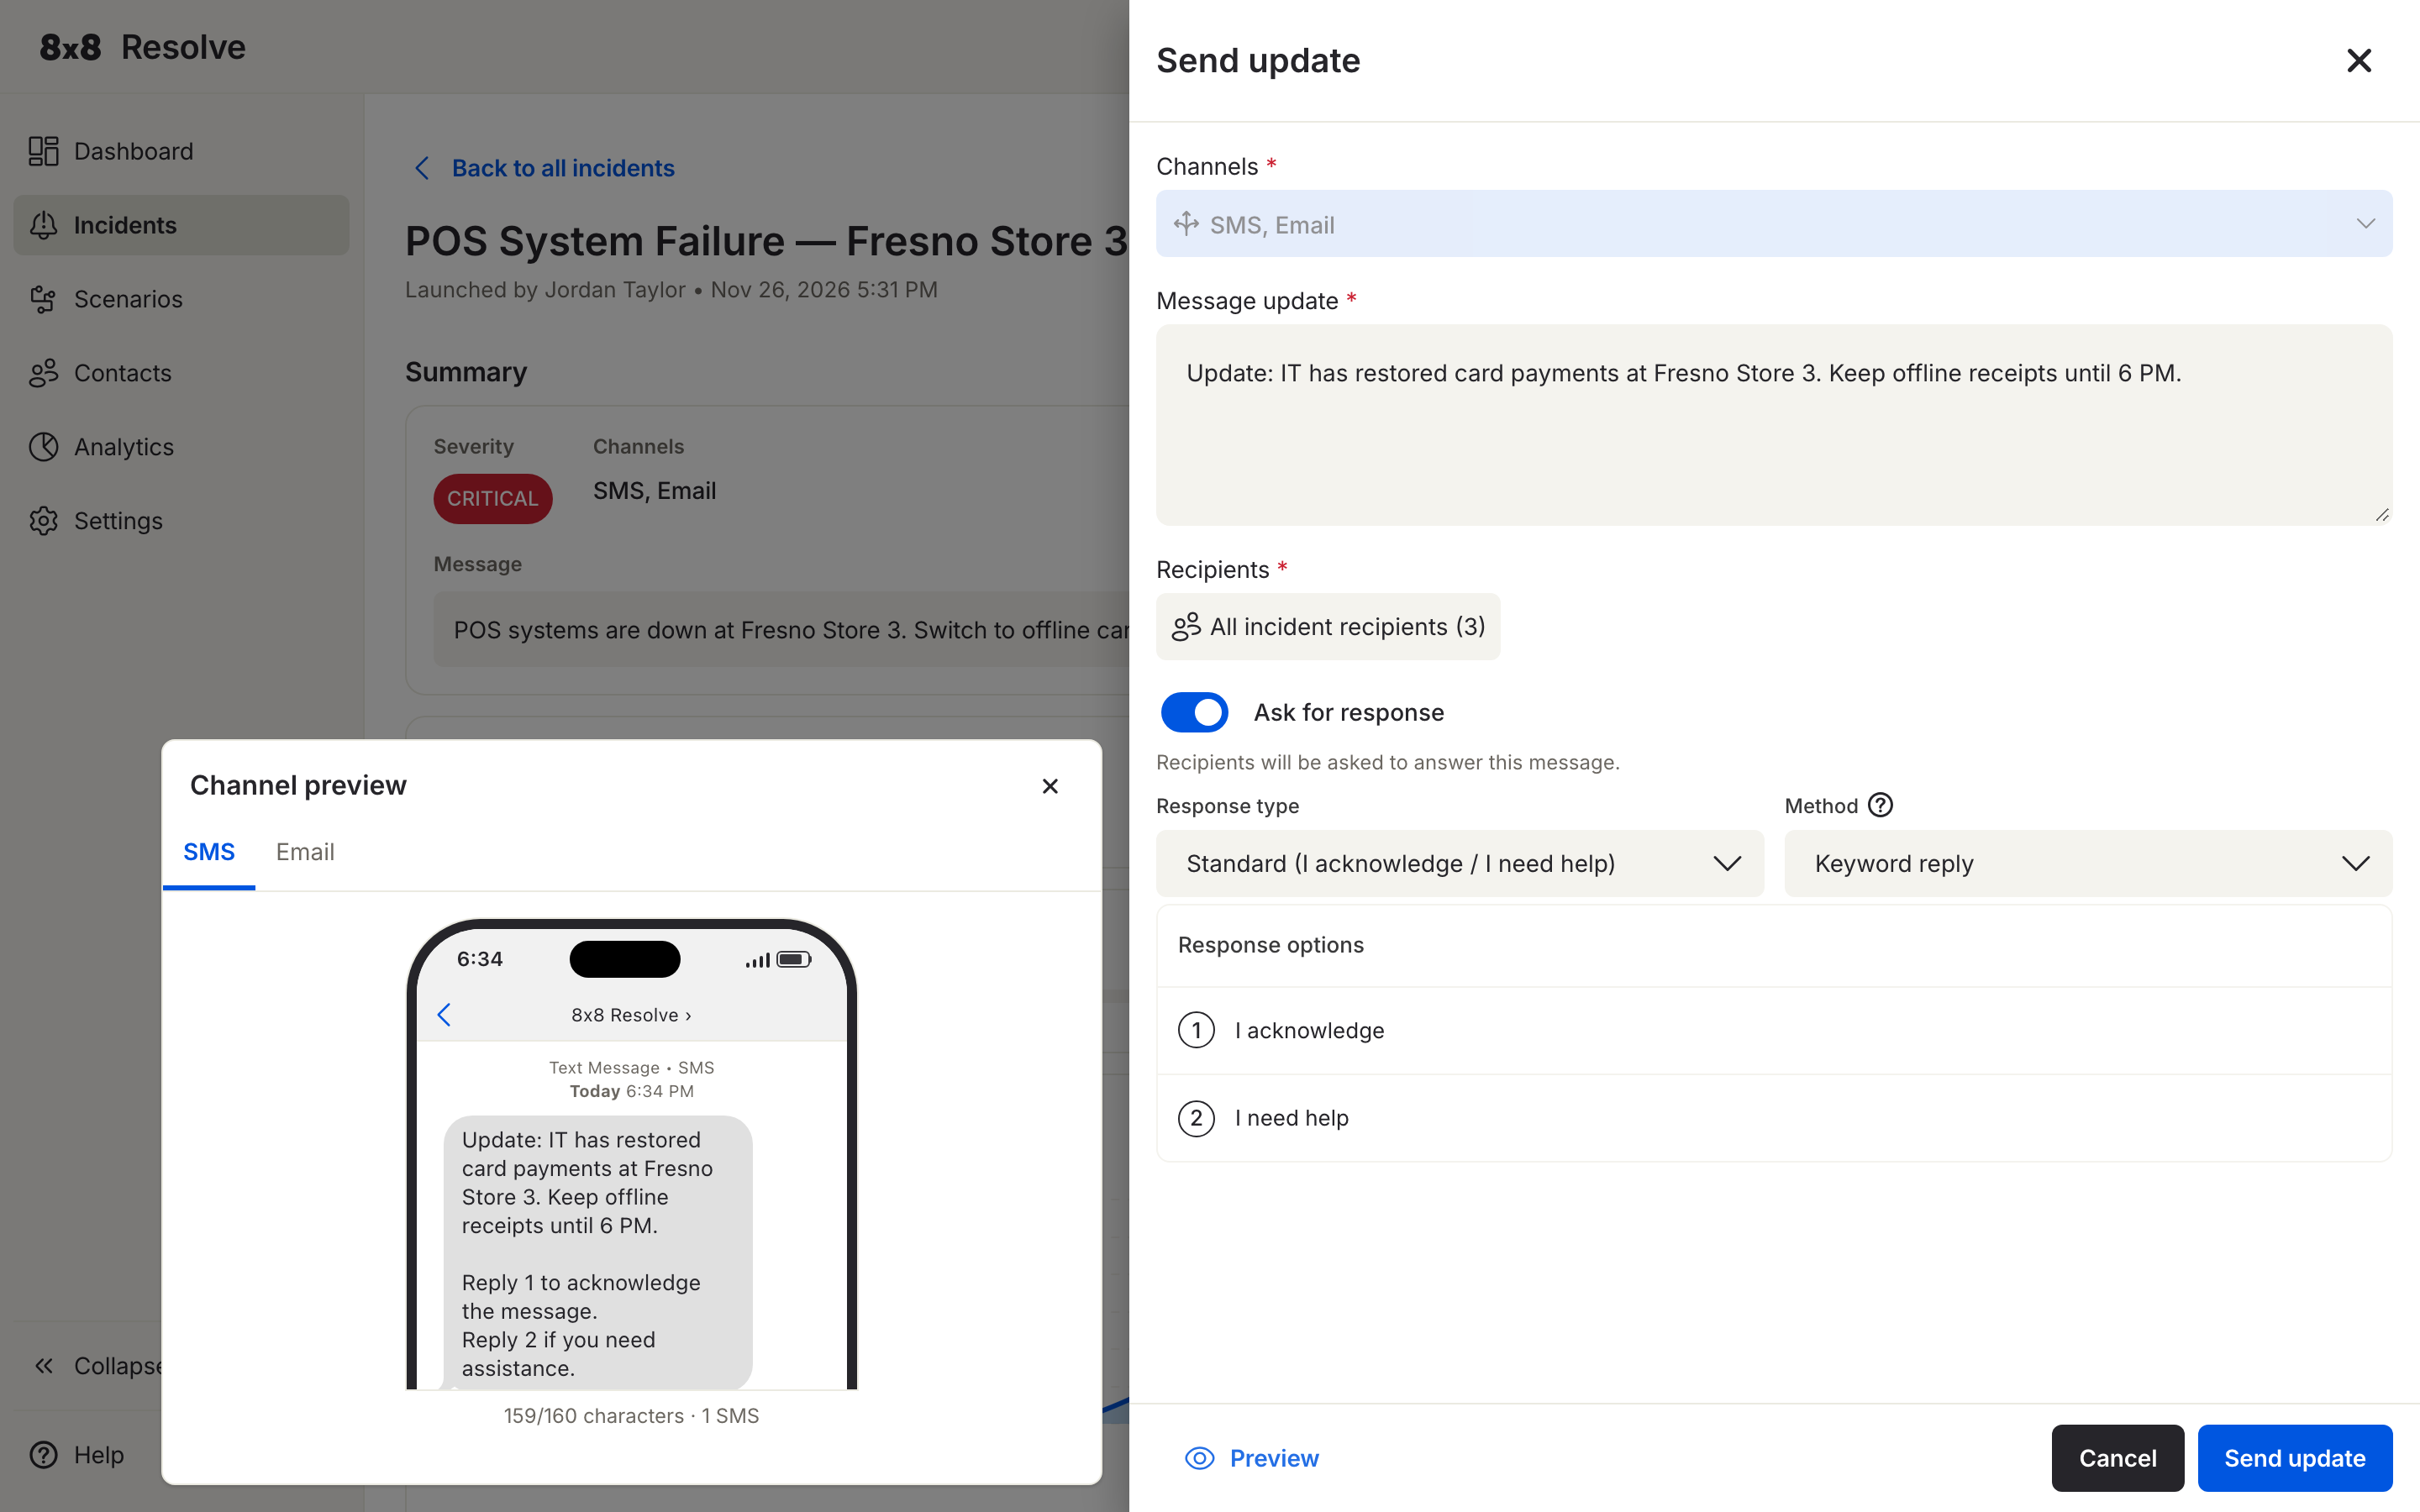 8x8 Resolve
Dashboard
Incidents
Scenarios
Contacts
Analytics
Settings
Collapse
Help
Back to all incidents
POS System Failure — Fresno Store 3
Launched by Jordan Taylor • Nov 26, 2026 5:31 PM
Summary
Severity
Channels
CRITICAL
SMS, Email
Message
POS systems are down at Fresno Store 3. Switch to offline car
Channel preview
SMS
Email
6:34
8x8 Resolve ›
Text Message • SMS
Today 6:34 PM
Update: IT has restored
card payments at Fresno
Store 3. Keep offline
receipts until 6 PM.
Reply 1 to acknowledge
the message.
Reply 2 if you need
assistance.
159/160 characters · 1 SMS
Send update
Channels *
SMS, Email
Message update *
Update: IT has restored card payments at Fresno Store 3. Keep offline receipts until 6 PM.
Recipients *
All incident recipients (3)
Ask for response
Recipients will be asked to answer this message.
Response type
Method ?
Standard (I acknowledge / I need help)
Keyword reply
Response options
1 I acknowledge
2 I need help
Preview
Cancel
Send update